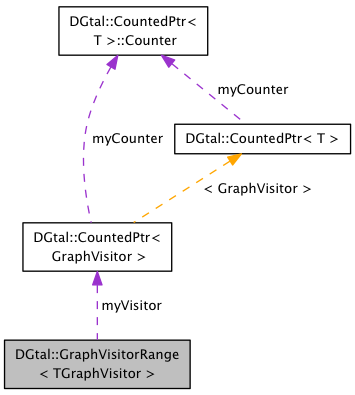 DGtal::CountedPtr<
T >::Counter
myCounter
myCounter
DGtal::CountedPtr< T >
< GraphVisitor >
DGtal::CountedPtr<
GraphVisitor >
myVisitor
DGtal::GraphVisitorRange
< TGraphVisitor >